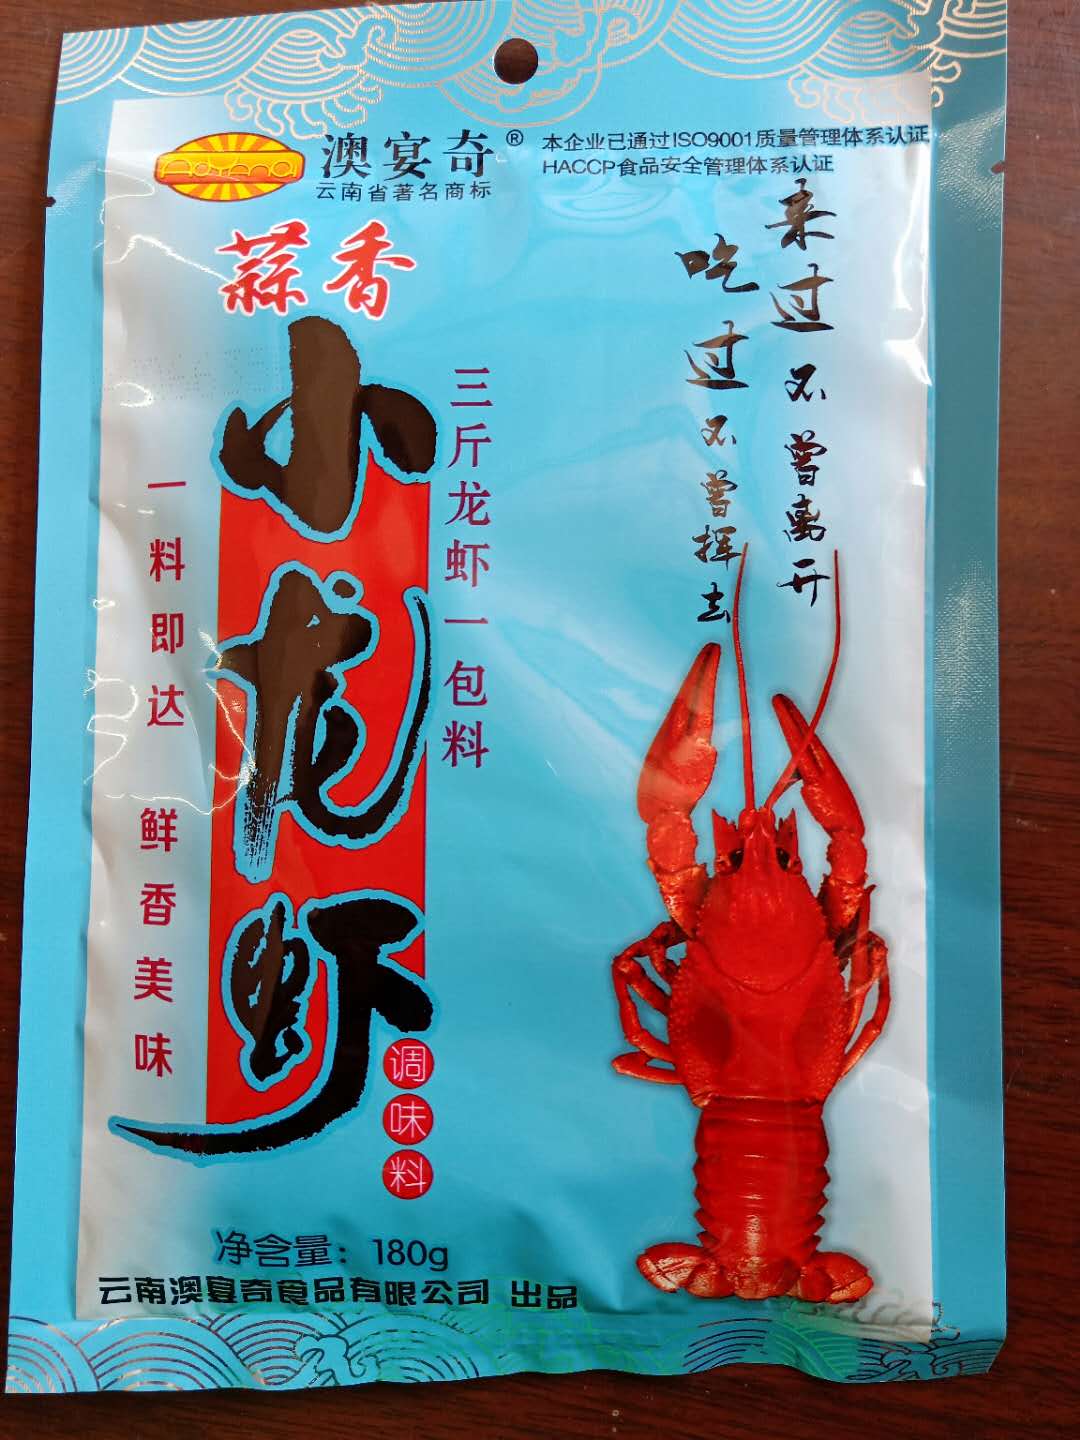 澳宴奇®
云南省著名商标
本企业已通过ISO9001质量管理体系认证
HACCP食品安全管理体系认证
蒜香
小龙虾
调味料
三斤龙虾一包料
一料即达 鲜香美味
来过不曾离开
吃过不曾挥去
净含量：180g
云南澳宴奇食品有限公司 出品